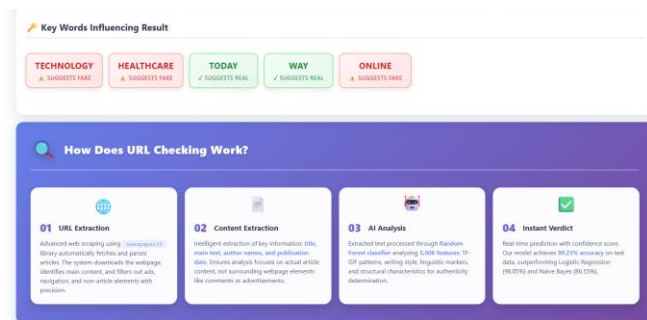 Key Words Influencing Result
TECHNOLOGY
⚠ SUGGESTS FAKE
HEALTHCARE
⚠ SUGGESTS FAKE
TODAY
✓ SUGGESTS REAL
WAY
✓ SUGGESTS REAL
ONLINE
⚠ SUGGESTS FAKE
How Does URL Checking Work?
01 URL Extraction
Advanced web scraping using newspaper3k
library automatically fetches and parses
articles. The system downloads the webpage,
identifies main content, and filters out ads,
navigation, and non-article elements with
precision.
02 Content Extraction
Intelligent extraction of key information: title,
main text, author names, and publication
date. Ensures analysis focuses on actual article
content, not surrounding webpage elements
like comments or advertisements.
03 AI Analysis
Extracted text processed through Random
Forest classifier analyzing 5,006 features: TF-
IDF patterns, writing style, linguistic markers,
and structural characteristics for authenticity
determination.
04 Instant Verdict
Real-time prediction with confidence score.
Our model achieves 99.23% accuracy on test
data, outperforming Logistic Regression
(98.05%) and Naive Bayes (86.55%).